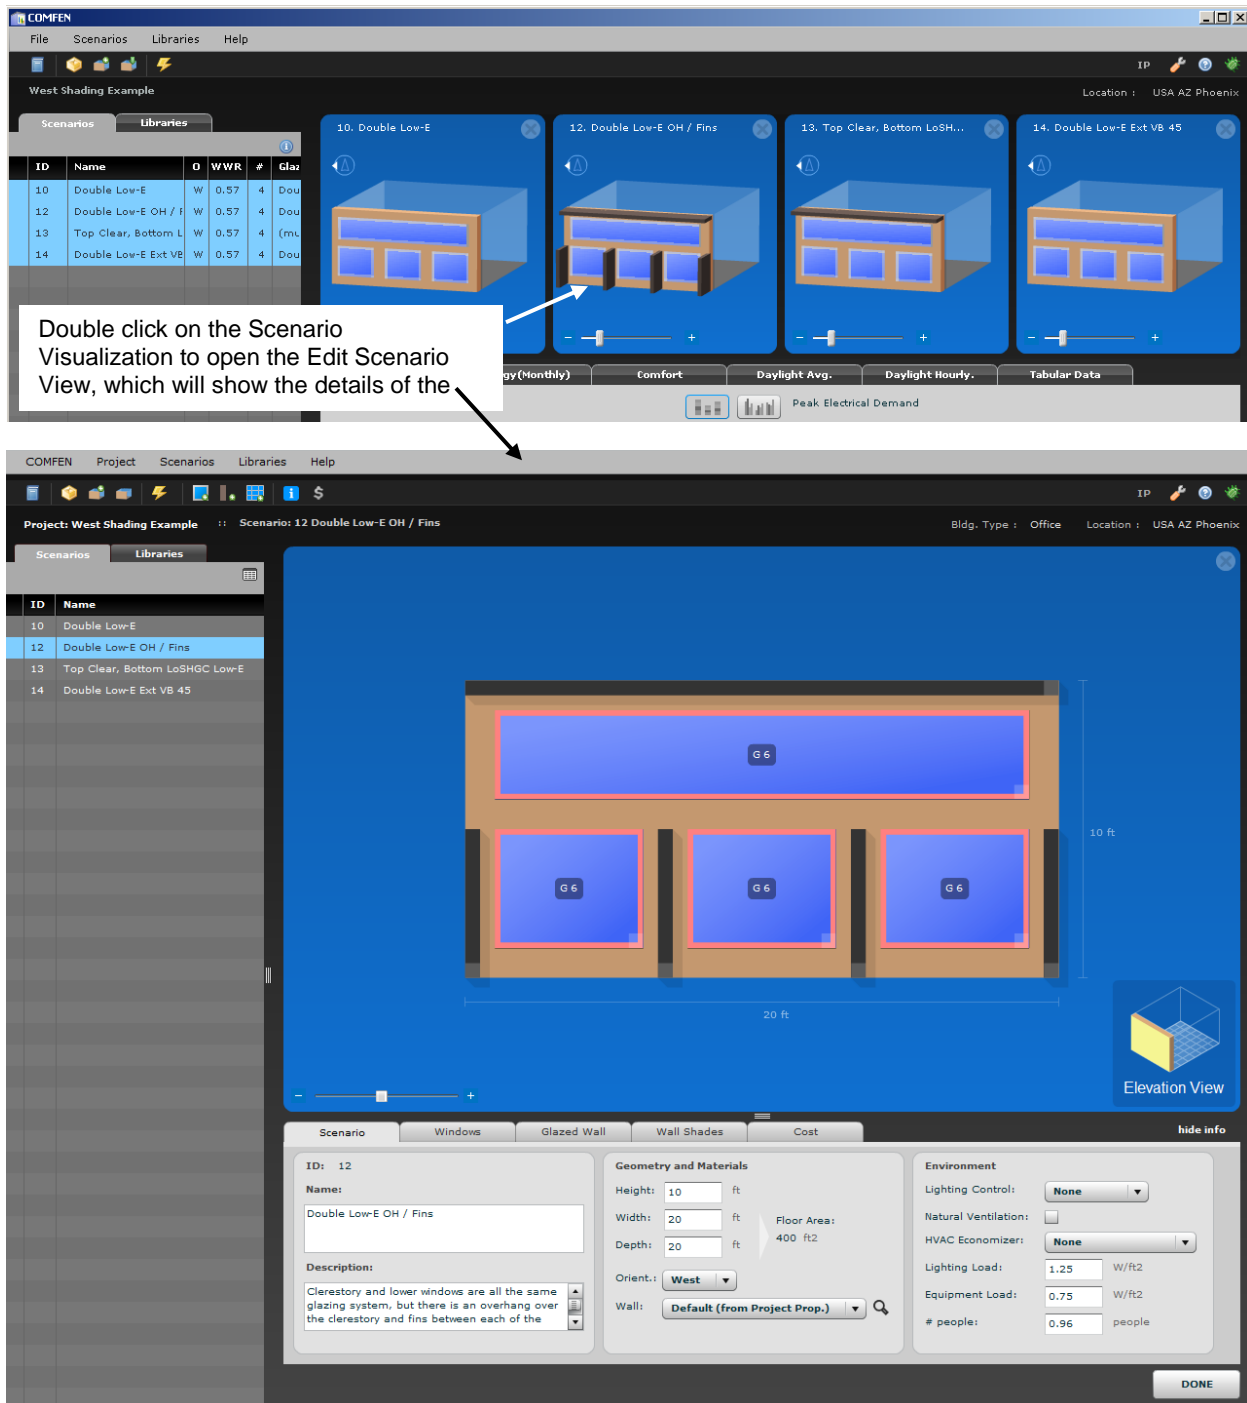 COMFEN
File Scenarios Libraries Help
IP
West Shading Example
Location : USA AZ Phoenix
Scenarios Libraries
ID Name O WWR # Glaz
10 Double Low-E W 0.57 4 Dou
12 Double Low-E OH / F W 0.57 4 Dou
13 Top Clear, Bottom L W 0.57 4 (mu
14 Double Low-E Ext VB W 0.57 4 Dou
10. Double Low-E
12. Double Low-E OH / Fins
13. Top Clear, Bottom LoSH...
14. Double Low-E Ext VB 45
Double click on the Scenario
Visualization to open the Edit Scenario
View, which will show the details of the
gy(Monthly) Comfort Daylight Avg. Daylight Hourly. Tabular Data
Peak Electrical Demand
COMFEN Project Scenarios Libraries Help
IP
Project: West Shading Example :: Scenario: 12 Double Low-E OH / Fins
Bldg. Type : Office Location : USA AZ Phoenix
Scenarios Libraries
ID Name
10 Double Low-E
12 Double Low-E OH / Fins
13 Top Clear, Bottom LoSHGC Low-E
14 Double Low-E Ext VB 45
G 6
10 ft
G 6 G 6 G 6
20 ft
Elevation View
Scenario Windows Glazed Wall Wall Shades Cost hide info
ID: 12
Name:
Double Low-E OH / Fins
Description:
Clerestory and lower windows are all the same
glazing system, but there is an overhang over
the clerestory and fins between each of the
Geometry and Materials
Height: 10 ft
Width: 20 ft
Depth: 20 ft
Floor Area:
400 ft2
Orient.: West
Wall: Default (from Project Prop.)
Environment
Lighting Control: None
Natural Ventilation:
HVAC Economizer: None
Lighting Load: 1.25 W/ft2
Equipment Load: 0.75 W/ft2
# people: 0.96 people
DONE